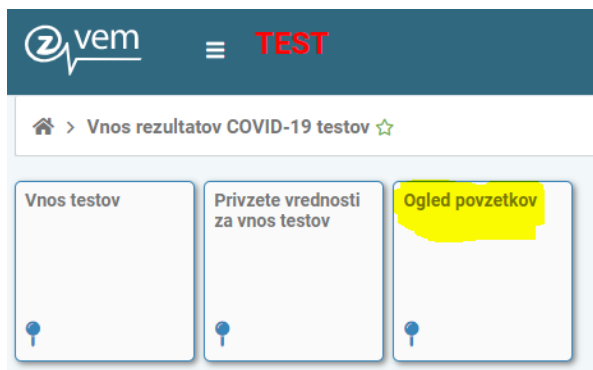 zvem
TEST
> Vnos rezultatov COVID-19 testov
Vnos testov
Privzete vrednosti
za vnos testov
Ogled povzetkov